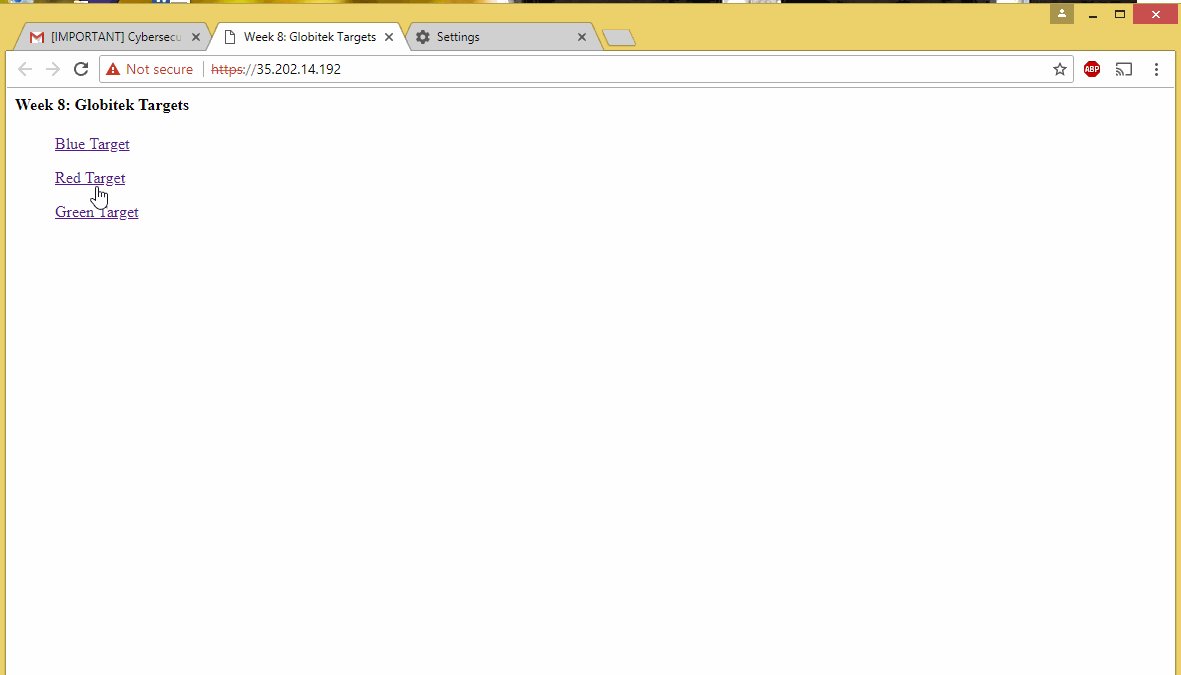 [IMPORTANT] Cybersecu
Week 8: Globitek Targets
Settings
Not secure
https://35.202.14.192
ABP
Week 8: Globitek Targets
Blue Target
Red Target
Green Target